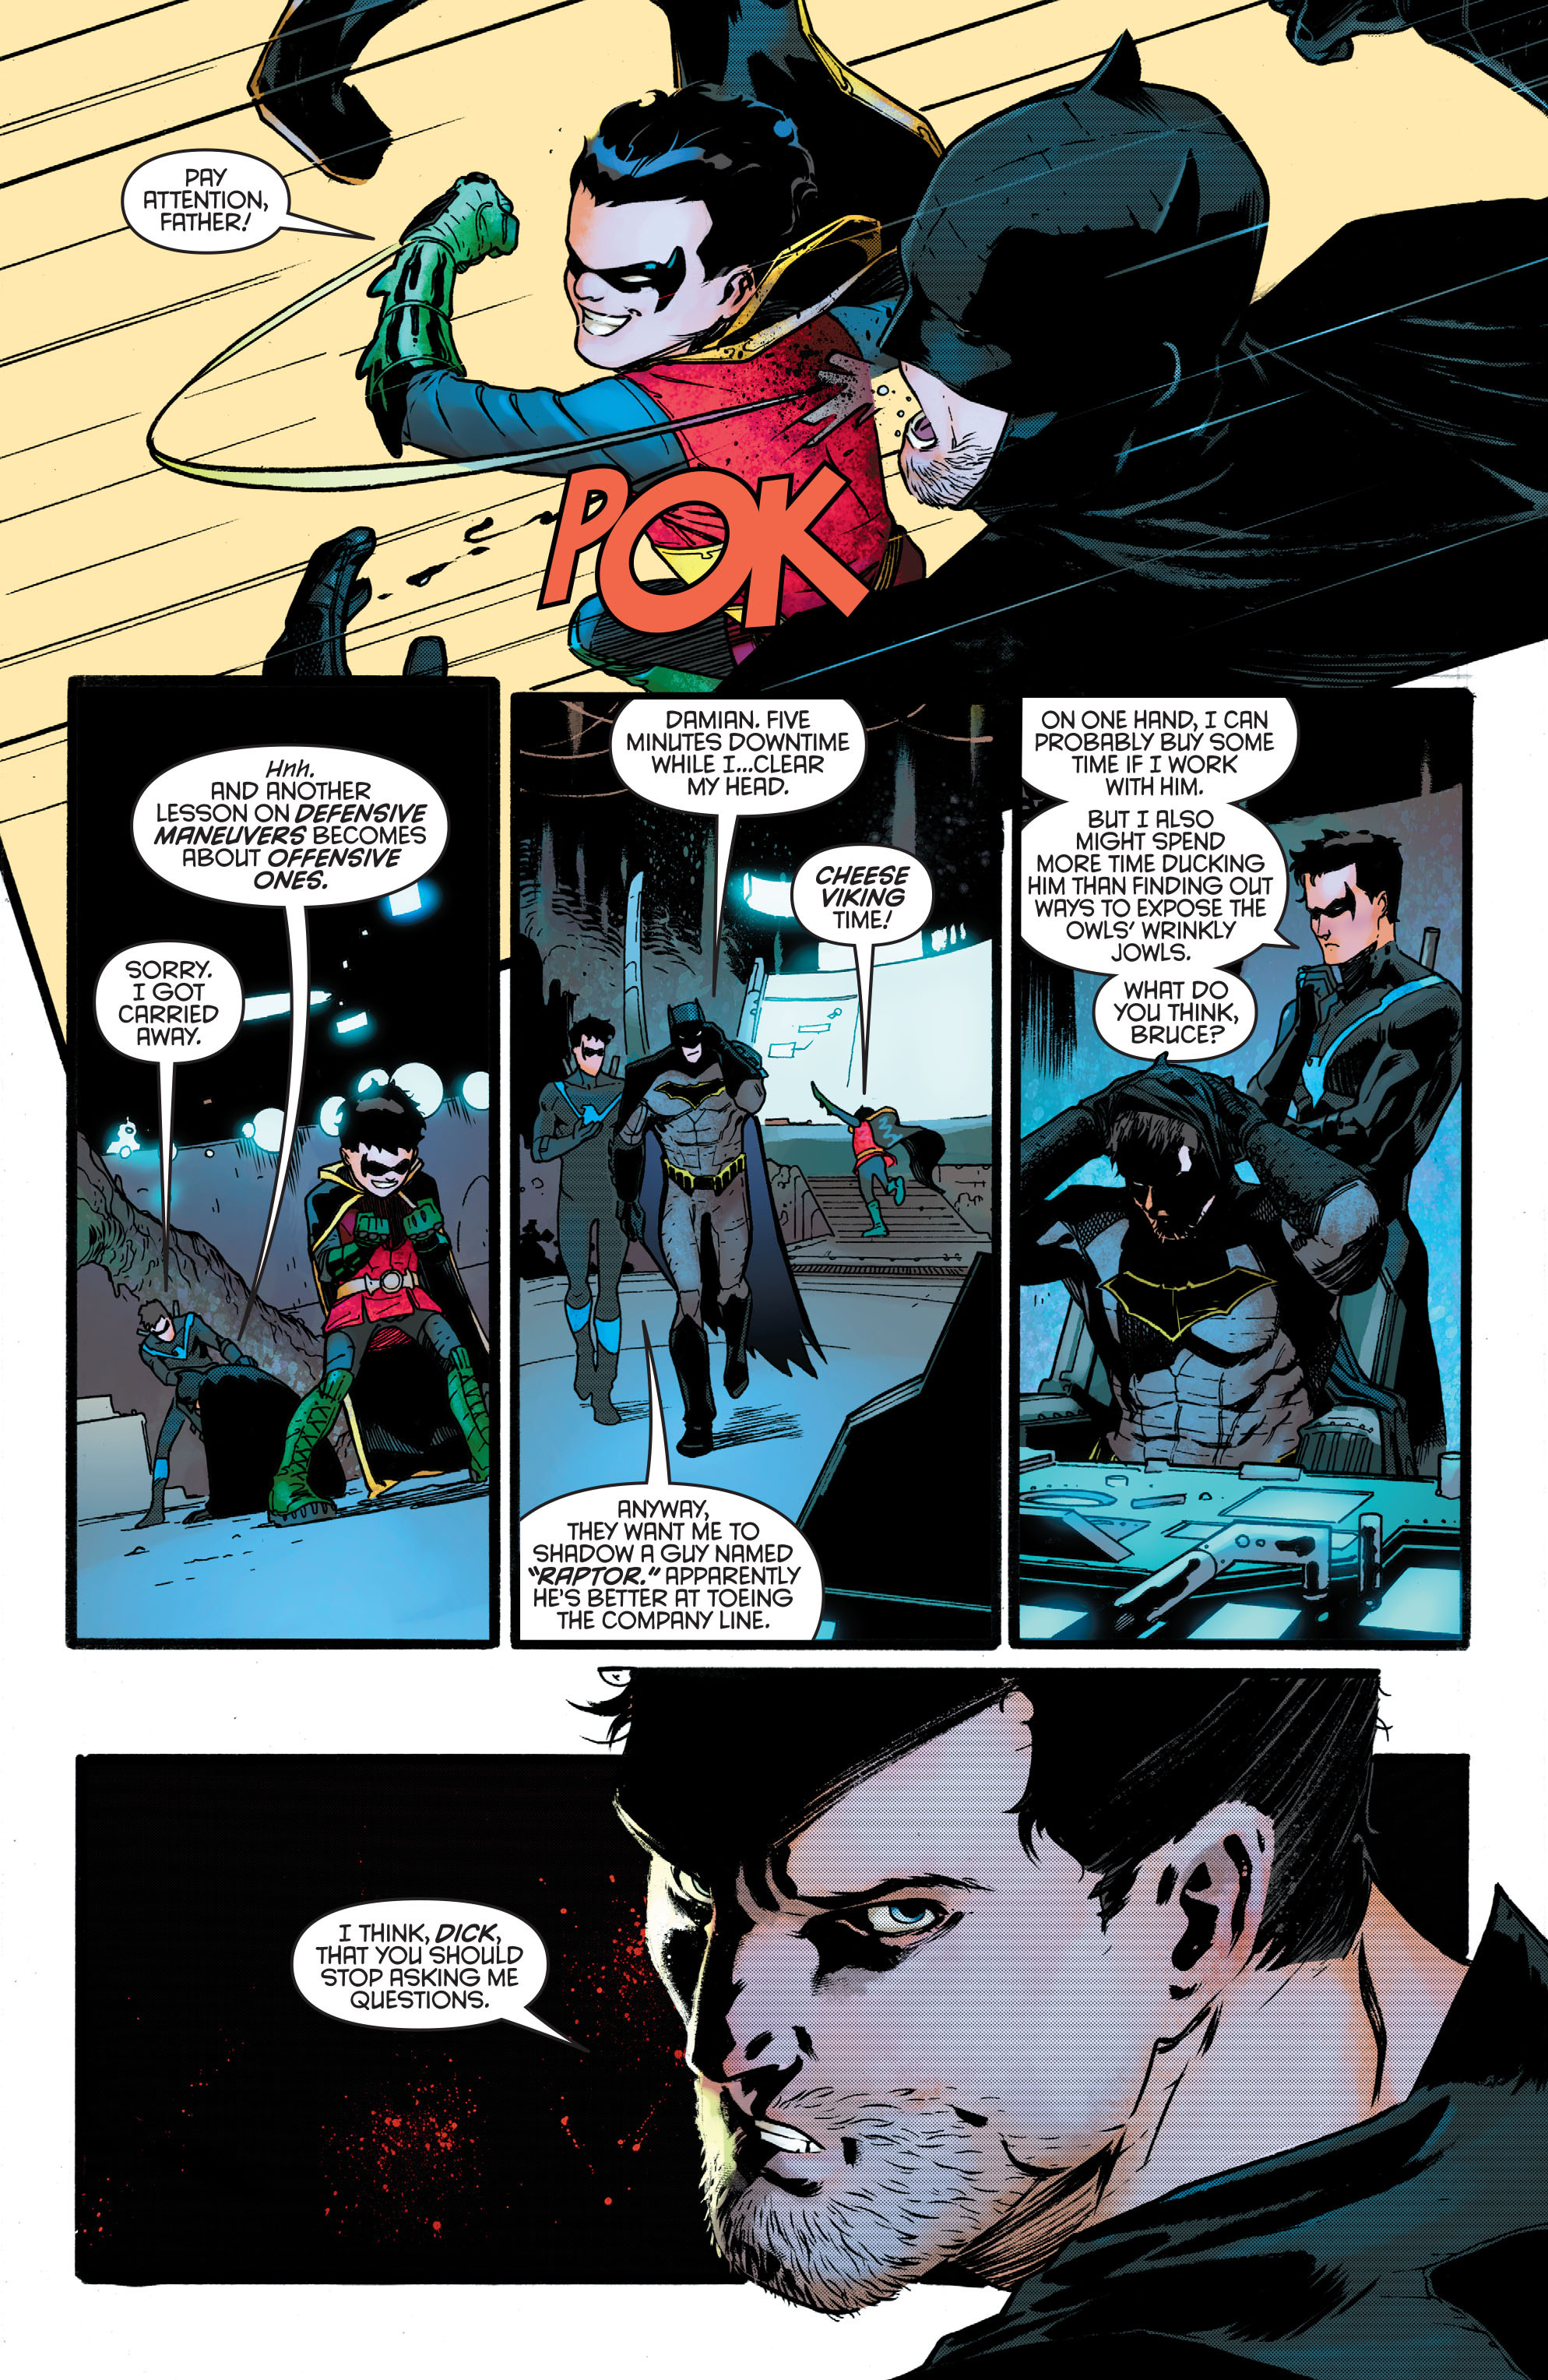 PAY
ATTENTION,
FATHER!
POK
Hnh.
AND ANOTHER
LESSON ON DEFENSIVE
MANEUVERS BECOMES
ABOUT OFFENSIVE
ONES.
SORRY.
I GOT
CARRIED
AWAY.
DAMIAN. FIVE
MINUTES DOWNTIME
WHILE I...CLEAR
MY HEAD.
CHEESE
VIKING
TIME!
ANYWAY,
THEY WANT ME TO
SHADOW A GUY NAMED
"RAPTOR." APPARENTLY
HE'S BETTER AT TOEING
THE COMPANY LINE.
ON ONE HAND, I CAN
PROBABLY BUY SOME
TIME IF I WORK
WITH HIM.
BUT I ALSO
MIGHT SPEND
MORE TIME DUCKING
HIM THAN FINDING OUT
WAYS TO EXPOSE THE
OWLS' WRINKLY
JOWLS.
WHAT DO
YOU THINK,
BRUCE?
I THINK, DICK,
THAT YOU SHOULD
STOP ASKING ME
QUESTIONS.